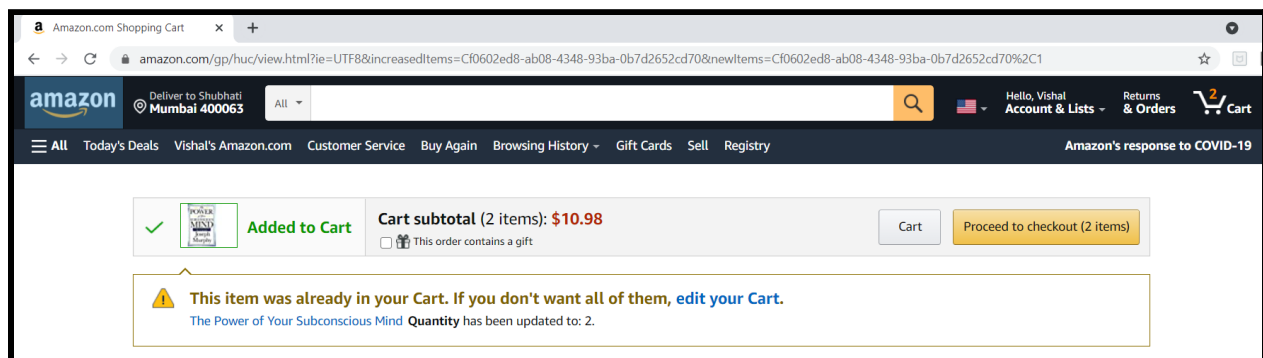 a Amazon.com Shopping Cart × +
amazon.com/gp/huc/view.html?ie=UTF8&increasedItems=Cf0602ed8-ab08-4348-93ba-0b7d2652cd70&newItems=Cf0602ed8-ab08-4348-93ba-0b7d2652cd70%2C1
amazon
Deliver to Shubhati
Mumbai 400063
All
Hello, Vishal
Account & Lists
Returns
& Orders
2
Cart
All Today's Deals Vishal's Amazon.com Customer Service Buy Again Browsing History Gift Cards Sell Registry Amazon's response to COVID-19
POWER
MIND
Joseph
Murphy
Added to Cart
Cart subtotal (2 items): $10.98
This order contains a gift
Cart
Proceed to checkout (2 items)
This item was already in your Cart. If you don't want all of them, edit your Cart.
The Power of Your Subconscious Mind Quantity has been updated to: 2.